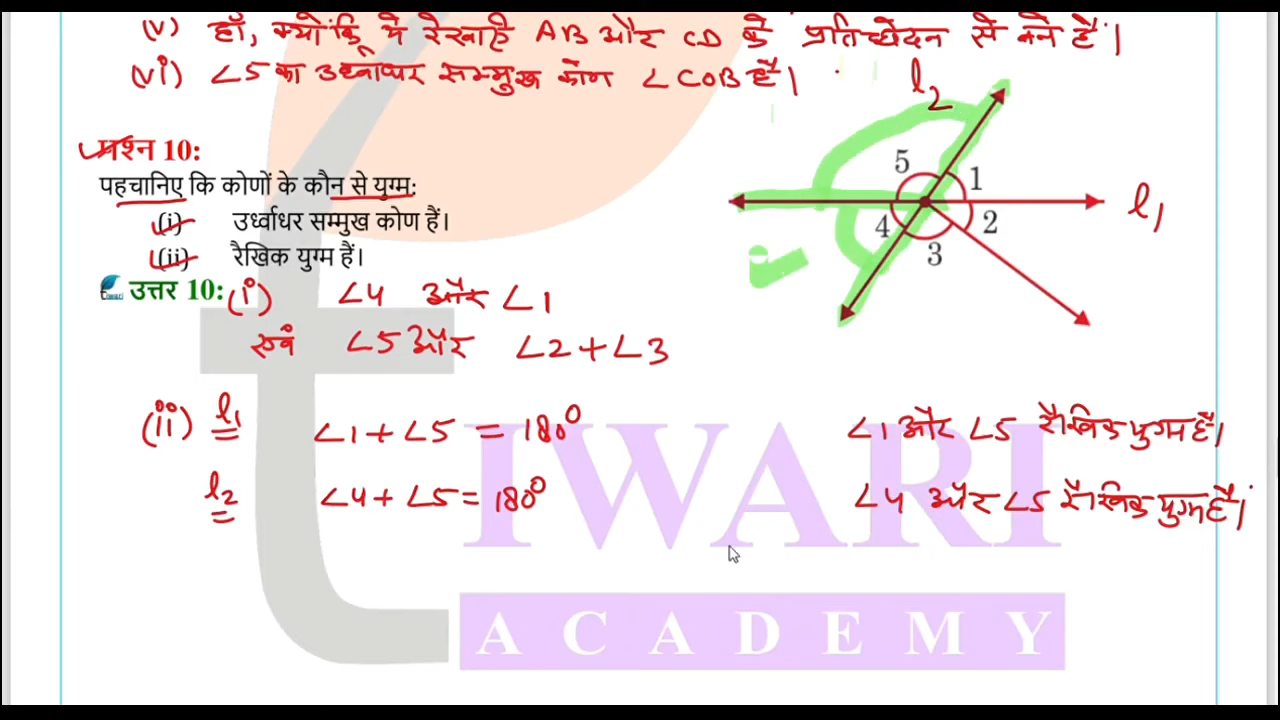 (v) हाँ, क्योंकि ये रेखाएँ AB और CD के प्रतिच्छेदन से बने हैं।
(vi) ∠5 का उर्ध्वाधर सम्मुख कोण ∠COB है।
प्रश्न 10:
पहचानिए कि कोणों के कौन से युग्म:
(i) उर्ध्वाधर सम्मुख कोण हैं।
(ii) रैखिक युग्म हैं।
उत्तर 10: (i) ∠4 और ∠1
एवं ∠5 और ∠2+∠3
(ii) l1 ∠1+∠5 = 180° ∠1 और ∠5 रैखिक युग्म है।
l2 ∠4+∠5 = 180° ∠4 और ∠5 रैखिक युग्म है।
l2
5 1
l1
4 2
3
TIWARI
ACADEMY